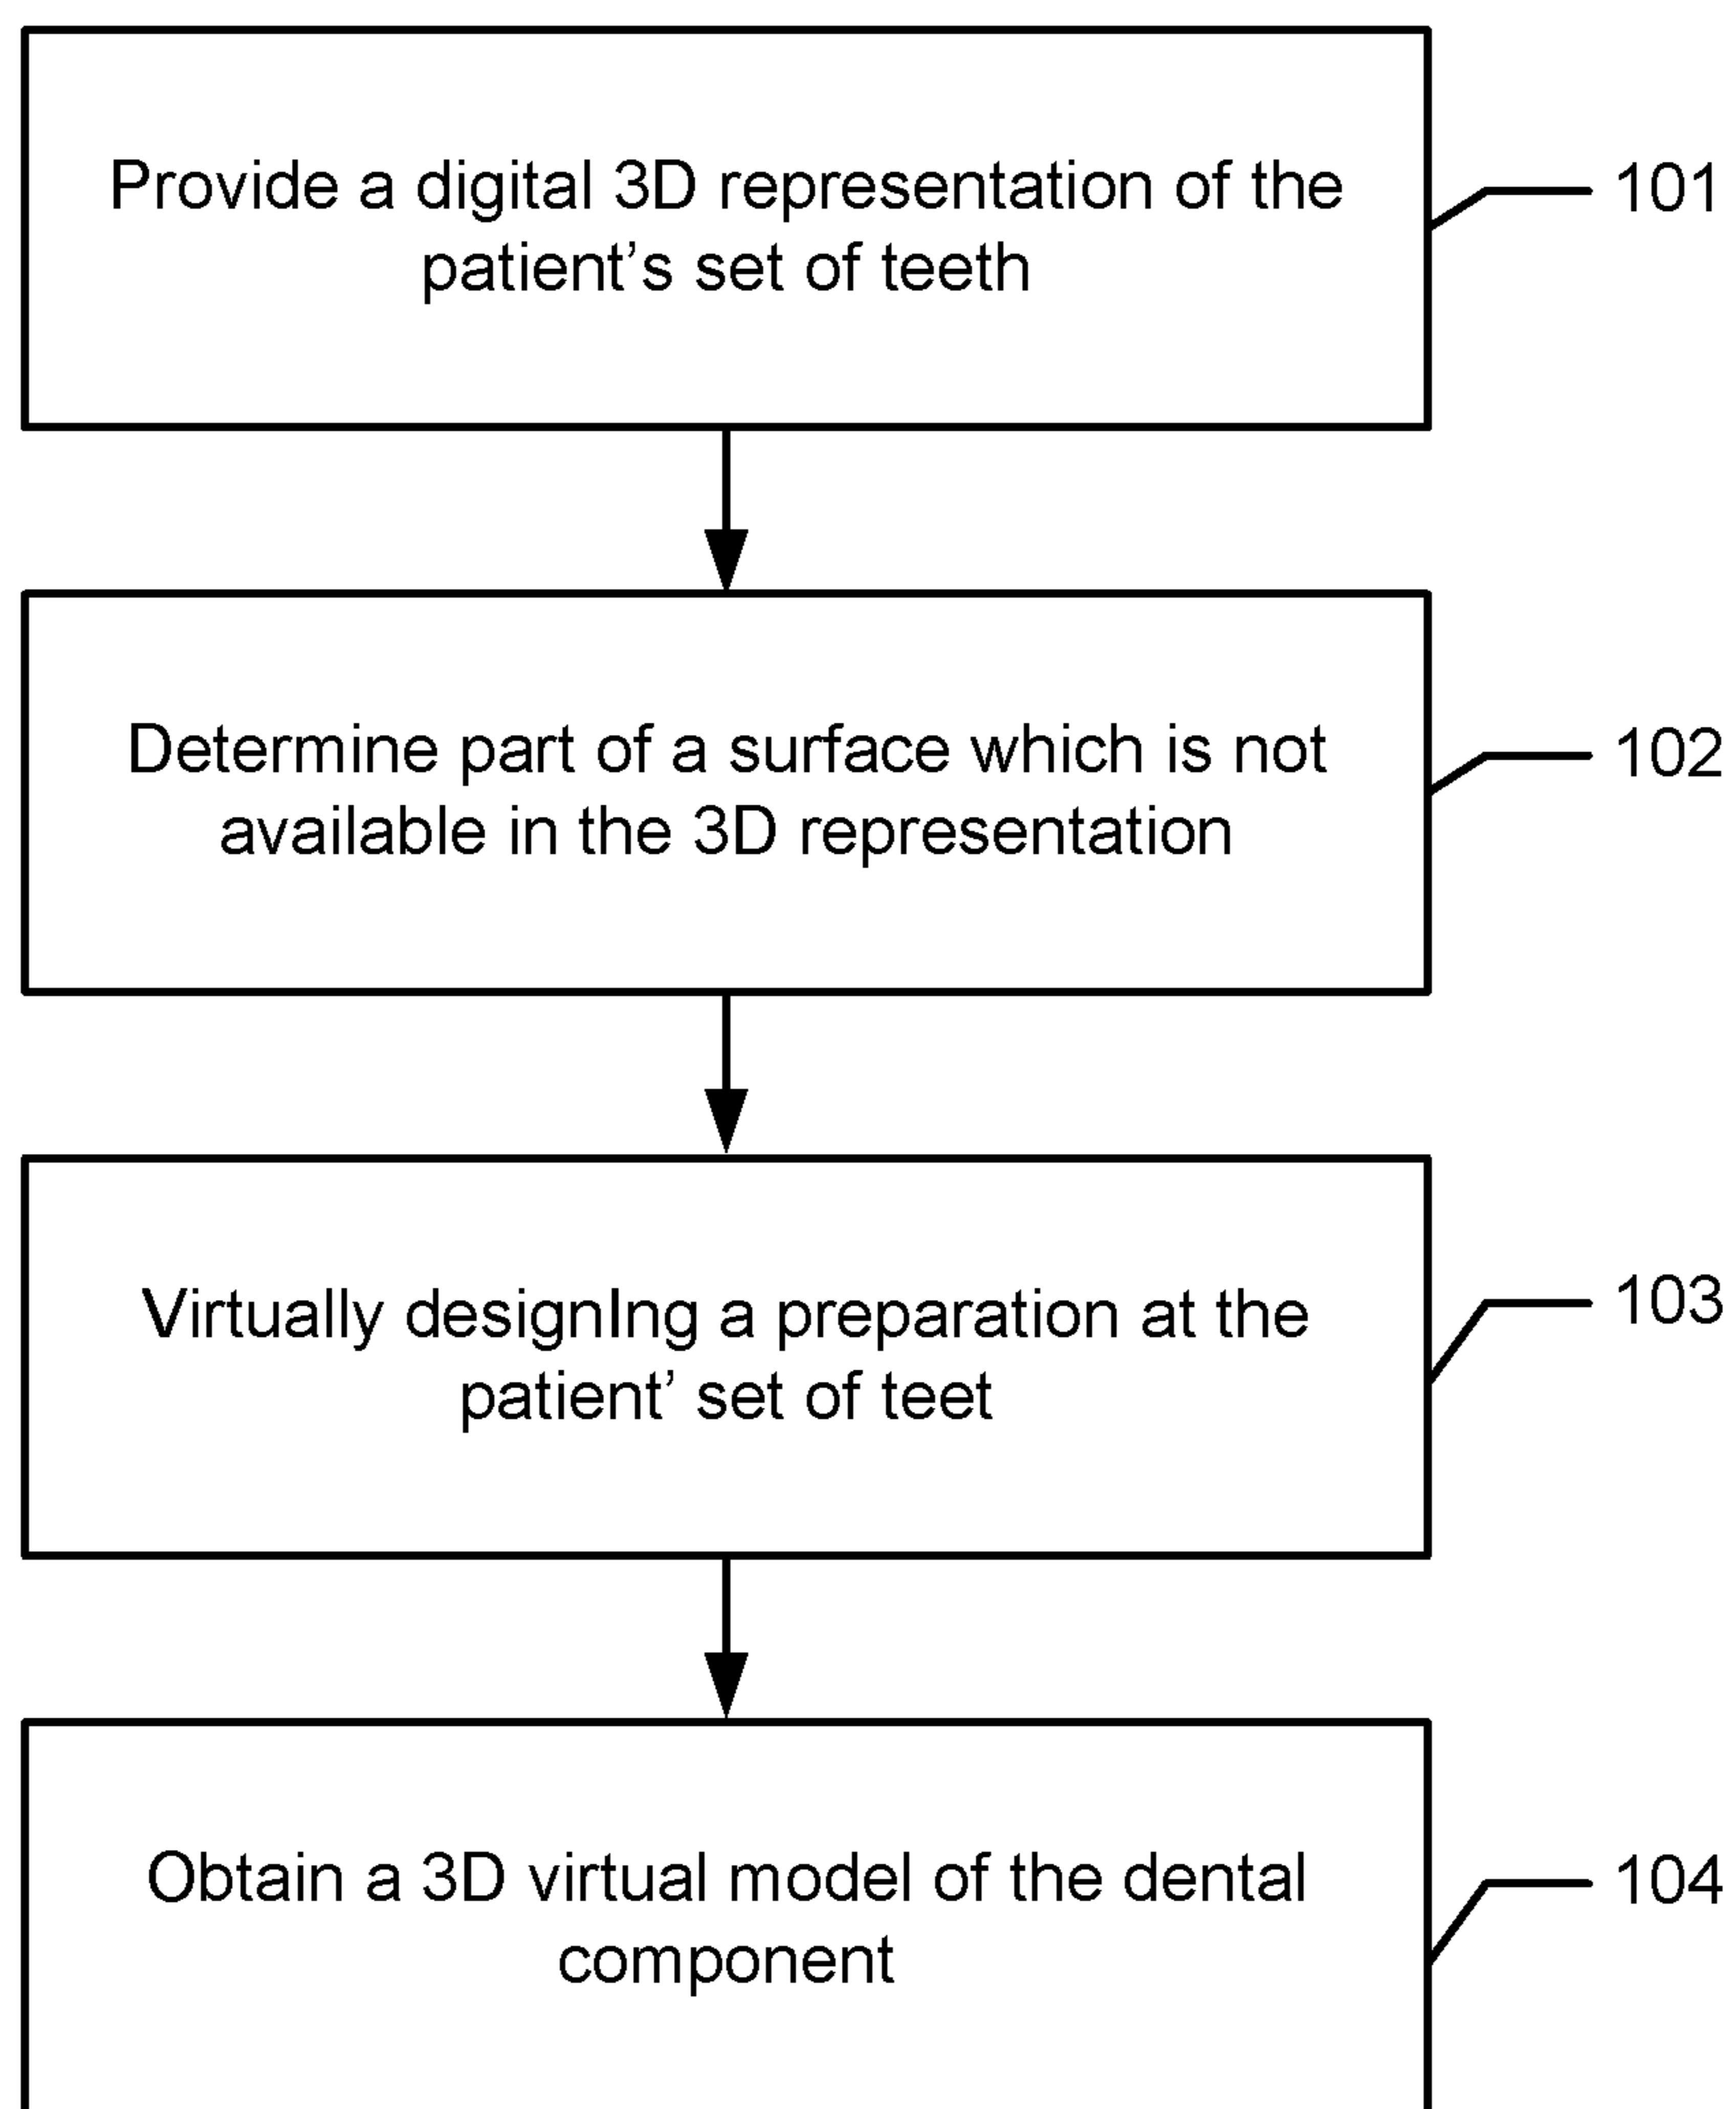 Provide a digital 3D representation of the
patient's set of teeth
101
Determine part of a surface which is not
available in the 3D representation
102
Virtually designIng a preparation at the
patient' set of teet
103
Obtain a 3D virtual model of the dental
component
104